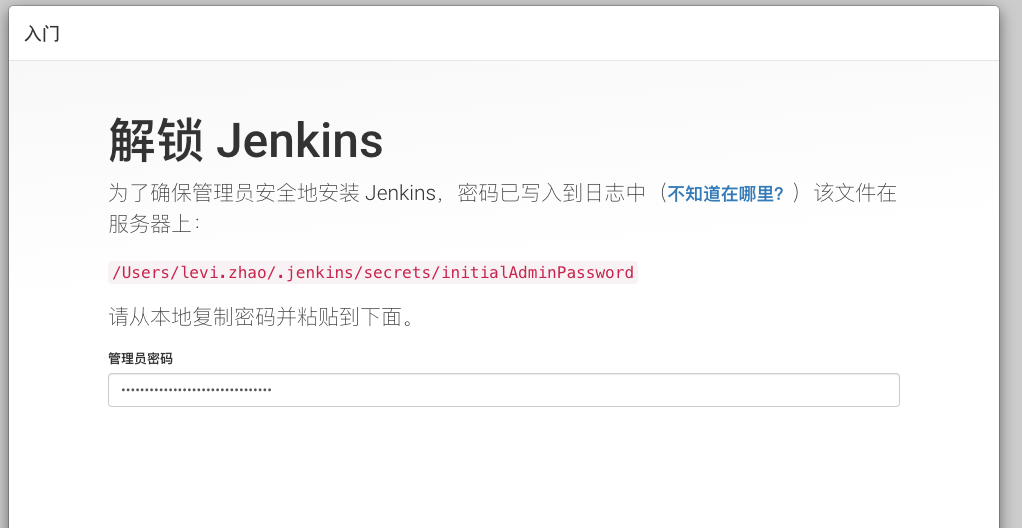 入门
解锁 Jenkins
为了确保管理员安全地安装 Jenkins，密码已写入到日志中（不知道在哪里？）该文件在
服务器上：
/Users/levi.zhao/.jenkins/secrets/initialAdminPassword
请从本地复制密码并粘贴到下面。
管理员密码
••••••••••••••••••••••••••••••••